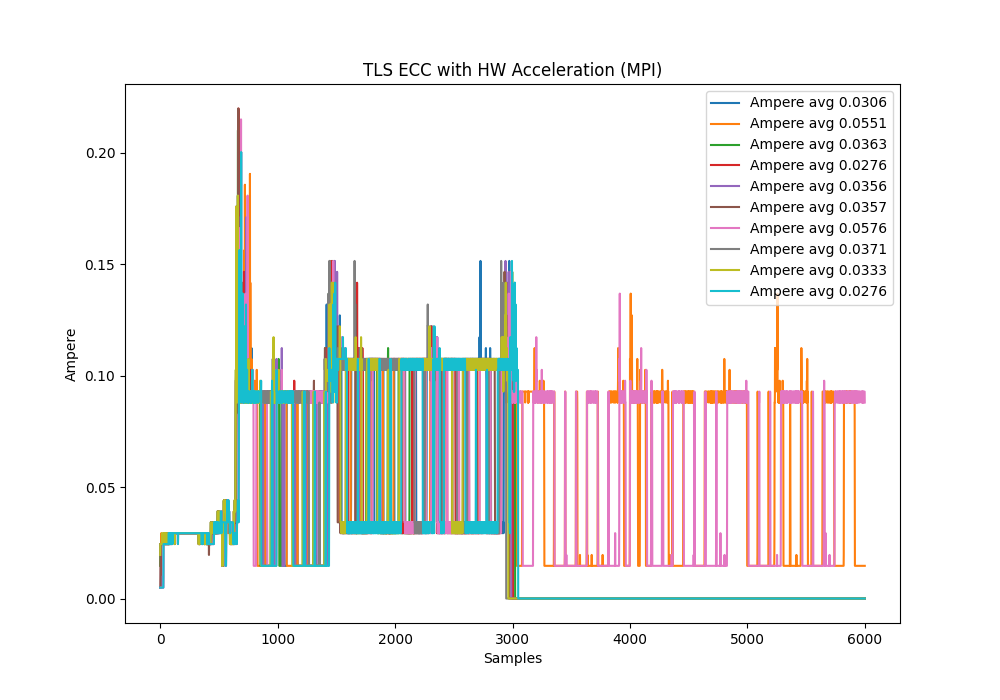 TLS ECC with HW Acceleration (MPI)
Ampere avg 0.0306
Ampere avg 0.0551
Ampere avg 0.0363
Ampere avg 0.0276
Ampere avg 0.0356
Ampere avg 0.0357
Ampere avg 0.0576
Ampere avg 0.0371
Ampere avg 0.0333
Ampere avg 0.0276
0.20
0.15
0.10
0.05
0.00
Ampere
0 1000 2000 3000 4000 5000 6000
Samples